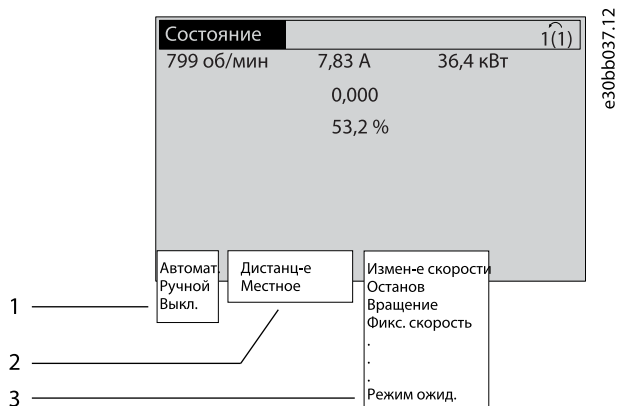 Состояние
1(1)
799 об/мин 7,83 А 36,4 кВт
0,000
53,2 %
Автомат.
Ручной
Выкл.
Дистанц-е
Местное
Измен-е скорости
Останов
Вращение
Фикс. скорость
.
.
.
Режим ожид.
1
2
3
e30bb037.12